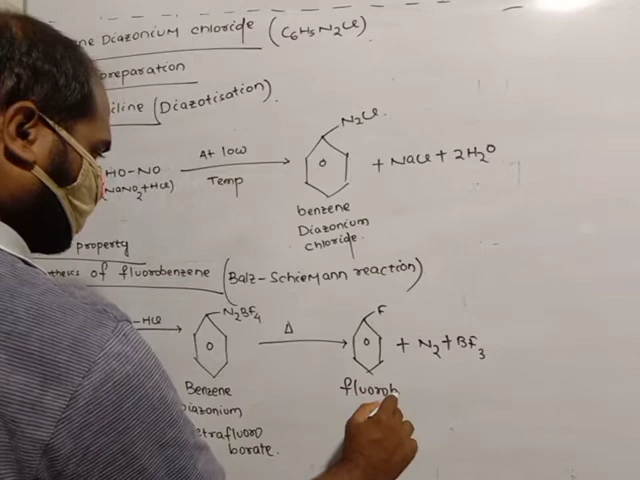 ne Diazonium chloride (C6H5N2Cl)
preparation
iline (Diazotisation)
HO-NO
(NaNO2+HCl)
At low
Temp
N2Cl
+ NaCl + 2H2O
benzene
Diazonium
chloride
property
thesis of fluorobenzene (Balz-Schiemann reaction)
-HCl
N2BF4
Δ
F
+ N2 + BF3
Benzene
iazonium
etrafluoro
borate.
fluorob